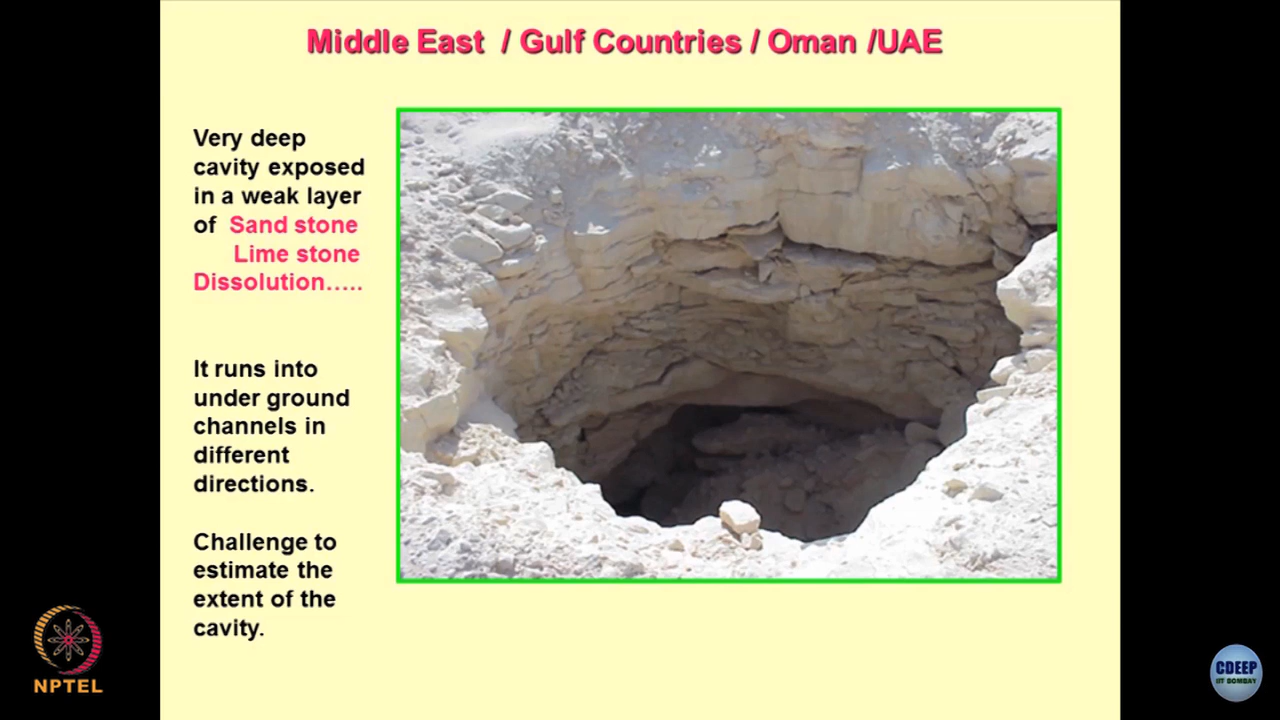 Middle East / Gulf Countries / Oman /UAE
Very deep
cavity exposed
in a weak layer
of Sand stone
Lime stone
Dissolution.....
It runs into
under ground
channels in
different
directions.
Challenge to
estimate the
extent of the
cavity.
NPTEL
CDEEP
IIT BOMBAY